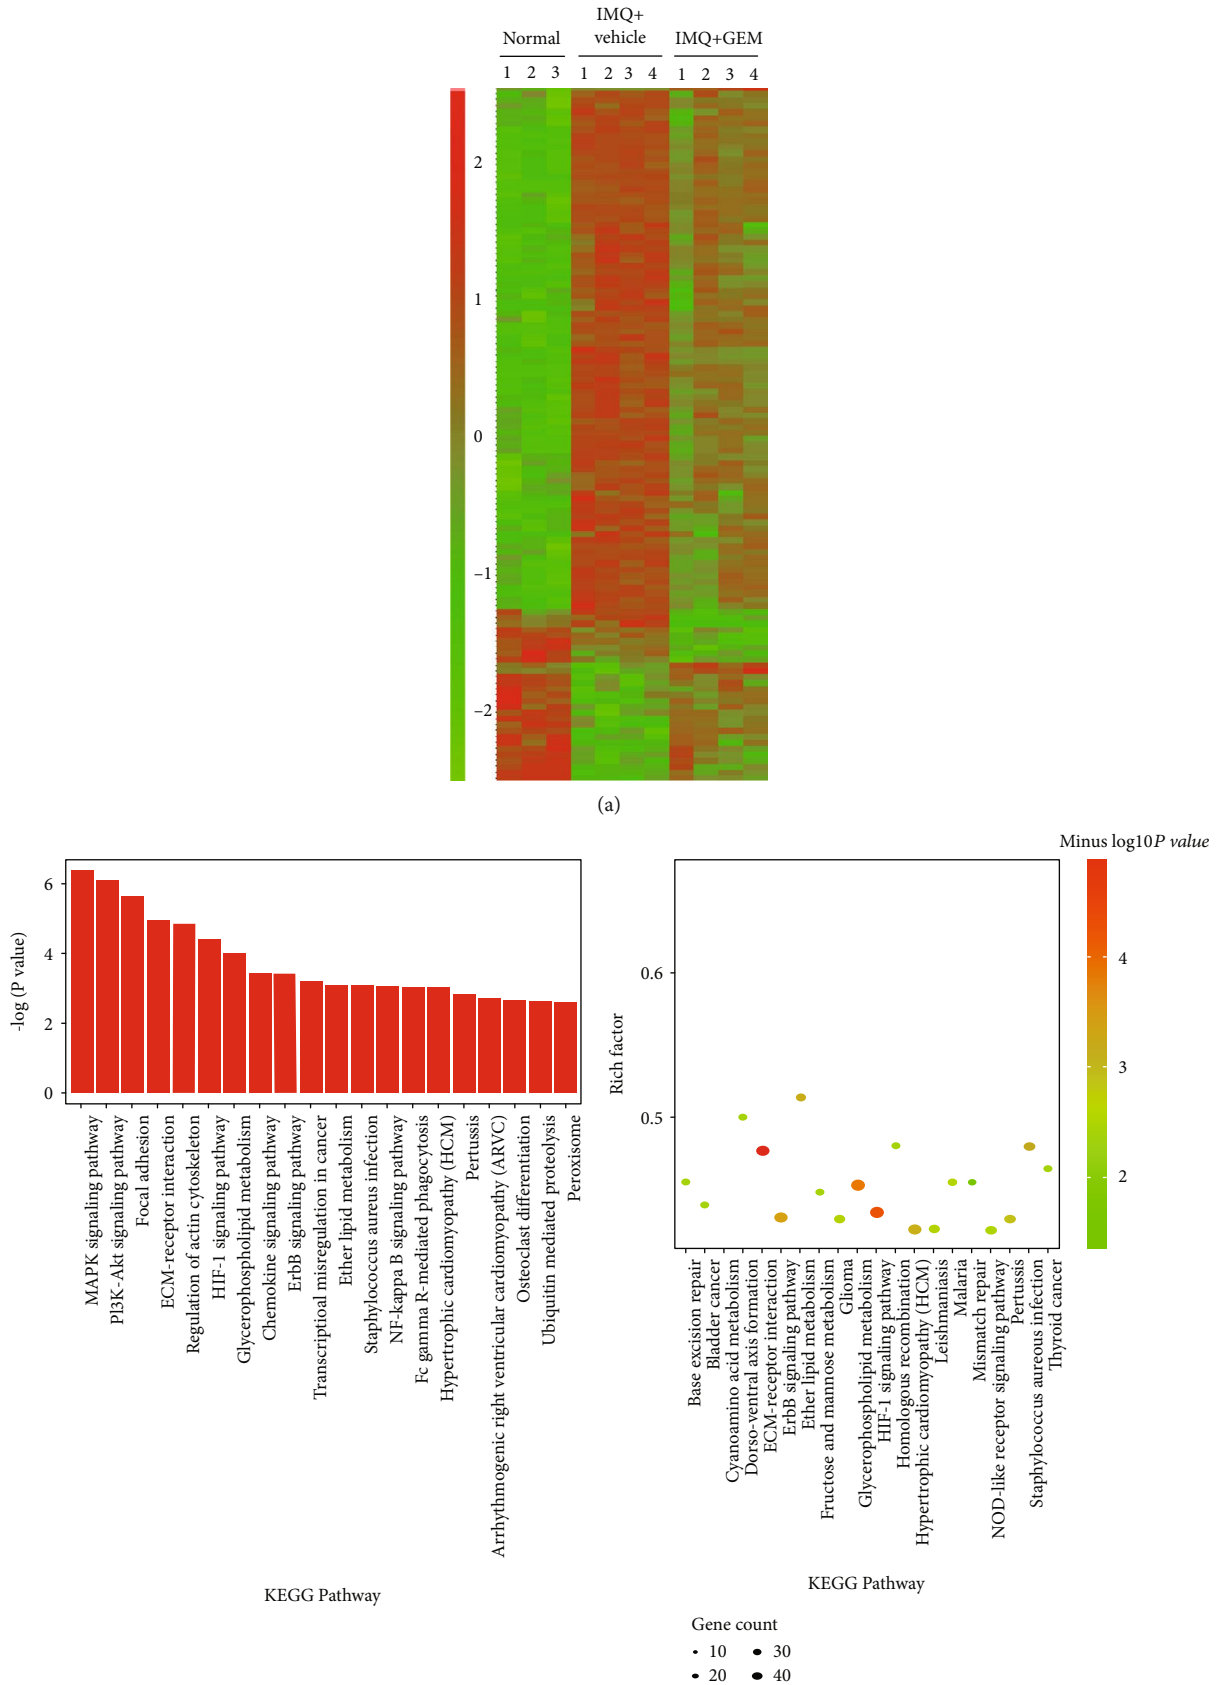 Normal
IMQ+
vehicle
IMQ+GEM
1 2 3 1 2 3 4 1 2 3 4
2
1
0
–1
–2
(a)
-log (P value)
6
4
2
0
MAPK signaling pathway
PI3K-Akt signaling pathway
Focal adhesion
ECM-receptor interaction
Regulation of actin cytoskeleton
HIF-1 signaling pathway
Glycerophospholipid metabolism
Chemokine signaling pathway
ErbB signaling pathway
Transcriptioal misregulation in cancer
Ether lipid metabolism
Staphylococcus aureus infection
NF-kappa B signaling pathway
Fc gamma R-mediated phagocytosis
Hypertrophic cardiomyopathy (HCM)
Pertussis
Arrhythmogenic right ventricular cardiomyopathy (ARVC)
Osteoclast differentiation
Ubiquitin mediated proteolysis
Peroxisome
KEGG Pathway
Minus log10P value
4
3
2
Rich factor
0.6
0.5
Base excision repair
Bladder cancer
Cyanoamino acid metabolism
Dorso-ventral axis formation
ECM-receptor interaction
ErbB signaling pathway
Ether lipid metabolism
Fructose and mannose metabolism
Glioma
Glycerophospholipid metabolism
HIF-1 signaling pathway
Homologous recombination
Hypertrophic cardiomyopathy (HCM)
Leishmaniasis
Malaria
Mismatch repair
NOD-like receptor signaling pathway
Pertussis
Staphylococcus aureous infection
Thyroid cancer
KEGG Pathway
Gene count
10 30
20 40